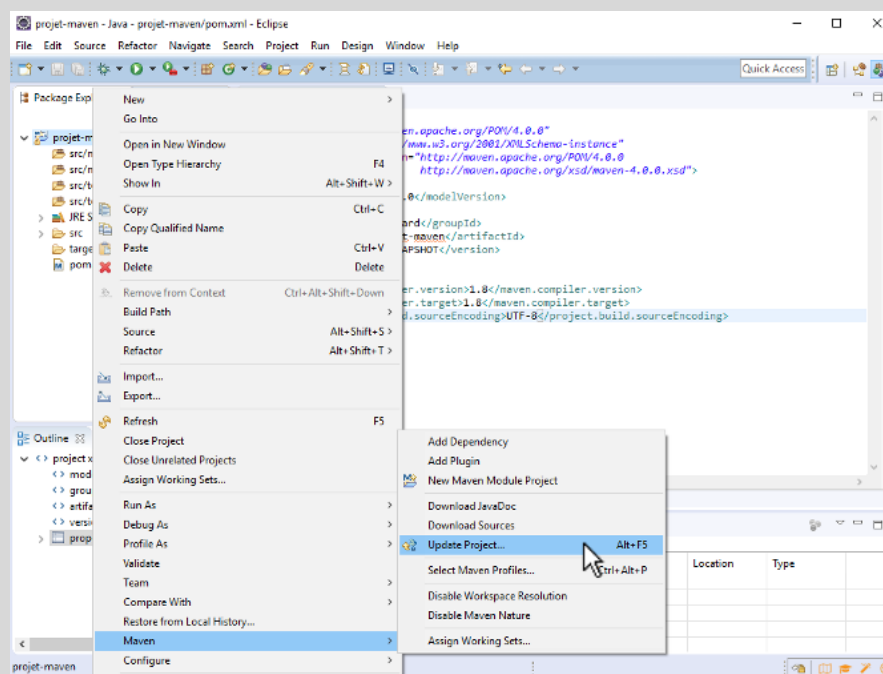 projet-maven - Java - projet-maven/pom.xml - Eclipse
File Edit Source Refactor Navigate Search Project Run Design Window Help
Quick Access
Package Exp
projet-m
src/m
src/m
src/t
src/t
JRE S
src
targe
pom
New
Go Into
Open in New Window
Open Type Hierarchy F4
Show In Alt+Shift+W
Copy Ctrl+C
Copy Qualified Name
Paste Ctrl+V
Delete Delete
Remove from Context Ctrl+Alt+Shift+Down
Build Path
Source Alt+Shift+S
Refactor Alt+Shift+T
Import...
Export...
Refresh F5
Close Project
Close Unrelated Projects
Assign Working Sets...
Run As
Debug As
Profile As
Validate
Team
Compare With
Restore from Local History...
Maven
Configure
en.apache.org/POM/4.0.0"
/www.w3.org/2001/XMLSchema-instance"
n="http://maven.apache.org/POM/4.0.0
http://maven.apache.org/xsd/maven-4.0.0.xsd">
.0</modelVersion>
ard</groupId>
t-maven</artifactId>
APSHOT</version>
er.version>1.8</maven.compiler.version>
er.target>1.8</maven.compiler.target>
d.sourceEncoding>UTF-8</project.build.sourceEncoding>
Outline
project x
mod
grou
artifa
versi
prop
Add Dependency
Add Plugin
New Maven Module Project
Download JavaDoc
Download Sources
Update Project... Alt+F5
Select Maven Profiles... Ctrl+Alt+P
Disable Workspace Resolution
Disable Maven Nature
Assign Working Sets...
Location Type
projet-maven